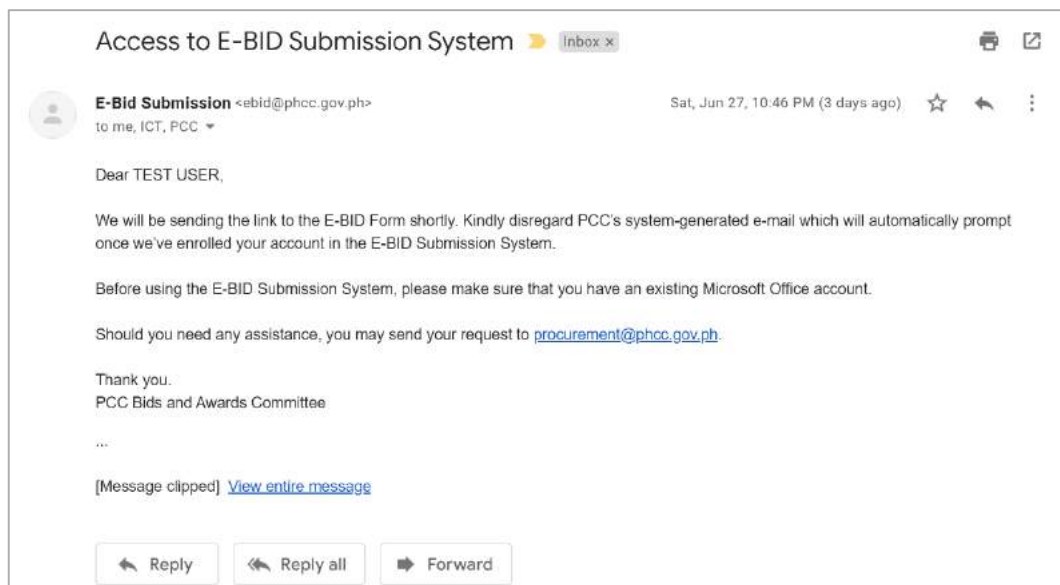 Access to E-BID Submission System Inbox x
E-Bid Submission <ebid@phcc.gov.ph> Sat, Jun 27, 10:46 PM (3 days ago)
to me, ICT, PCC
Dear TEST USER,
We will be sending the link to the E-BID Form shortly. Kindly disregard PCC's system-generated e-mail which will automatically prompt
once we've enrolled your account in the E-BID Submission System.
Before using the E-BID Submission System, please make sure that you have an existing Microsoft Office account.
Should you need any assistance, you may send your request to procurement@phcc.gov.ph.
Thank you.
PCC Bids and Awards Committee
...
[Message clipped] View entire message
Reply Reply all Forward